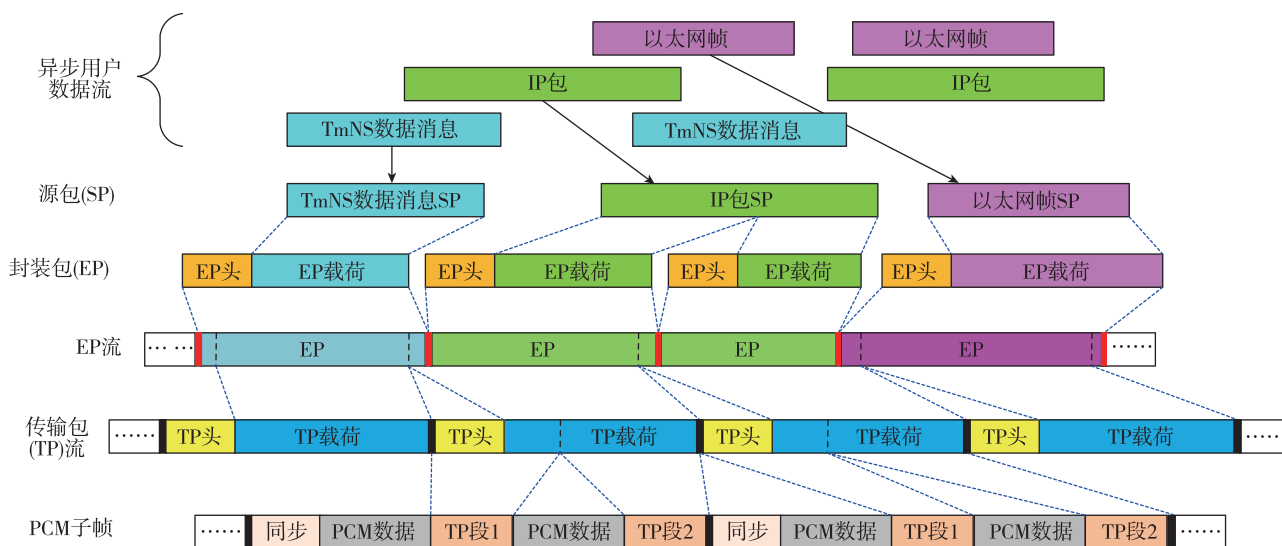 以太网帧 以太网帧
异步用户
数据流
IP包 IP包
TmNS数据消息 TmNS数据消息
源包(SP) TmNS数据消息SP IP包SP 以太网帧SP
封装包(EP) EP头 EP载荷 EP头 EP载荷 EP头 EP载荷 EP头 EP载荷
EP流 …… EP EP EP EP ……
传输包
(TP)流 …… TP头 TP载荷 TP头 TP载荷 TP头 TP载荷 TP头 TP载荷 ……
PCM子帧 …… 同步 PCM数据 TP段1 PCM数据 TP段2 同步 PCM数据 TP段1 PCM数据 TP段2 ……